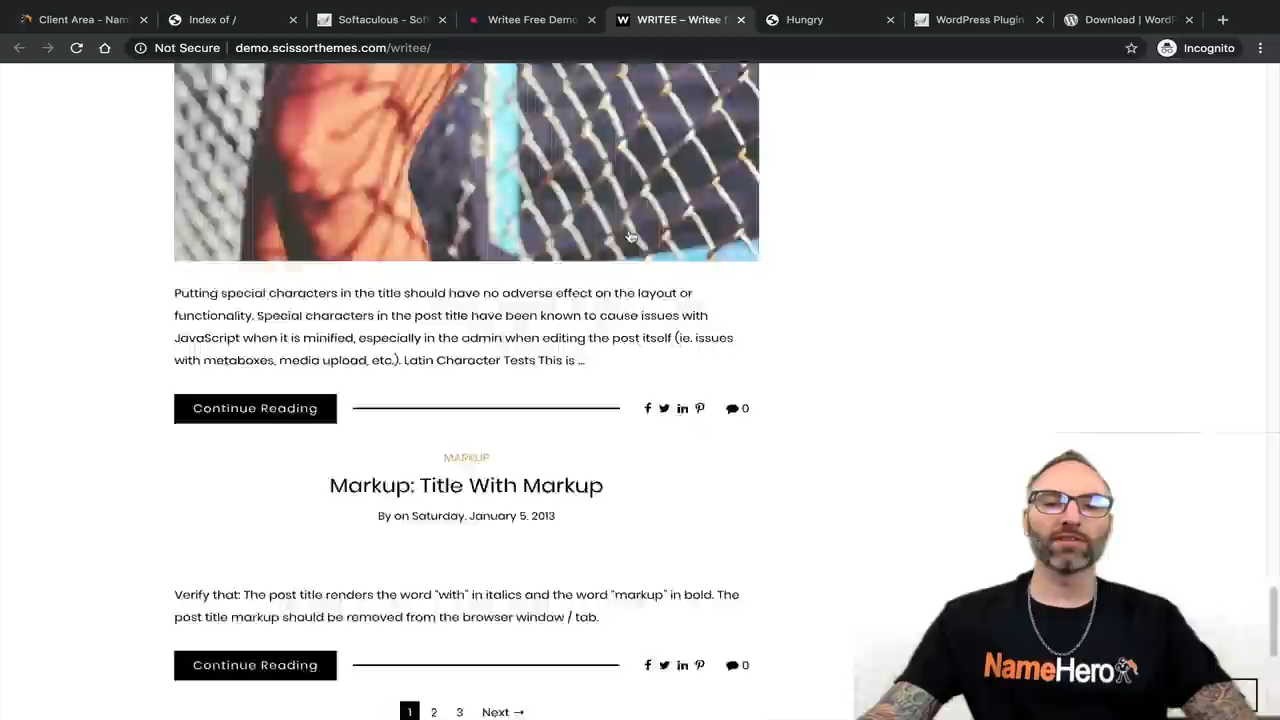 Client Area - Nam
Index of /
Softaculous - Sof
Writee Free Demo
WRITEE – Writee f
Hungry
WordPress Plugin
Download | WordP
Not Secure
demo.scissorthemes.com/writee/
Incognito
Putting special characters in the title should have no adverse effect on the layout or
functionality. Special characters in the post title have been known to cause issues with
JavaScript when it is minified, especially in the admin when editing the post itself (ie. issues
with metaboxes, media upload, etc.). Latin Character Tests This is ...
Continue Reading
0
MARKUP
Markup: Title With Markup
By on Saturday, January 5, 2013
Verify that: The post title renders the word "with" in italics and the word "markup" in bold. The
post title markup should be removed from the browser window / tab.
Continue Reading
0
NameHero
1 2 3 Next →